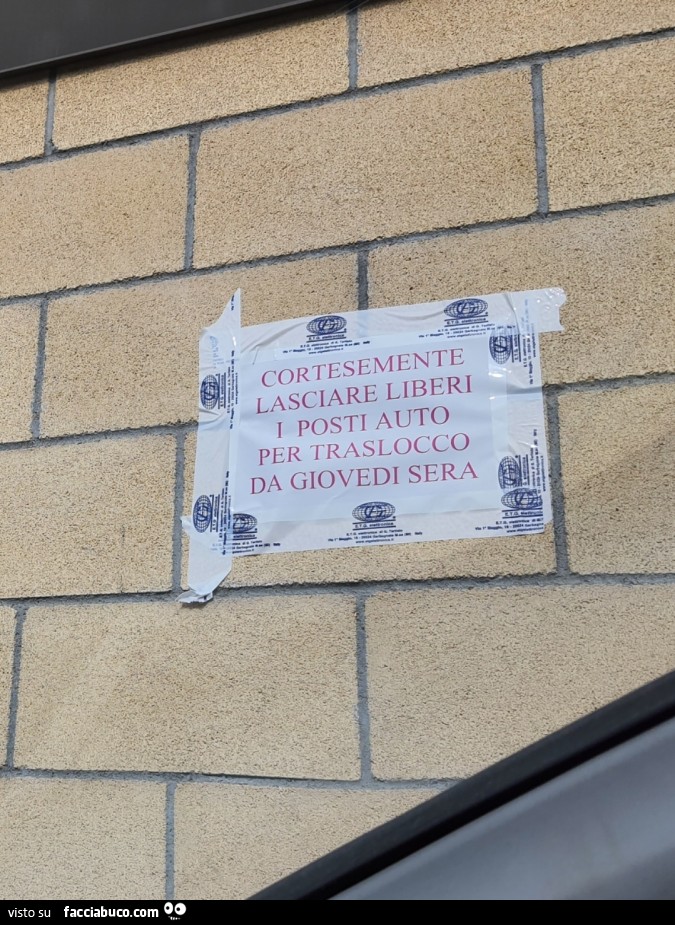 CORTESEMENTE
LASCIARE LIBERI
I POSTI AUTO
PER TRASLOCCO
DA GIOVEDI SERA
visto su facciabuco.com